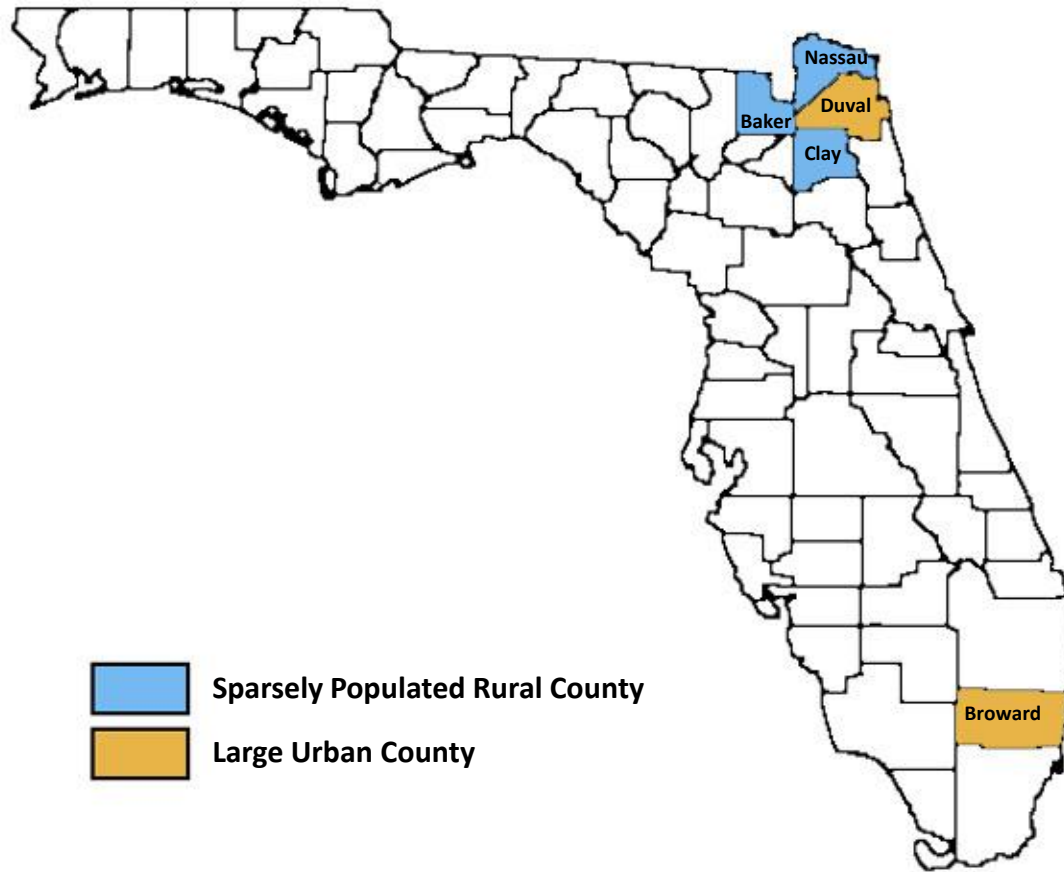 Nassau
Duval
Baker
Clay
Sparsely Populated Rural County
Broward
Large Urban County